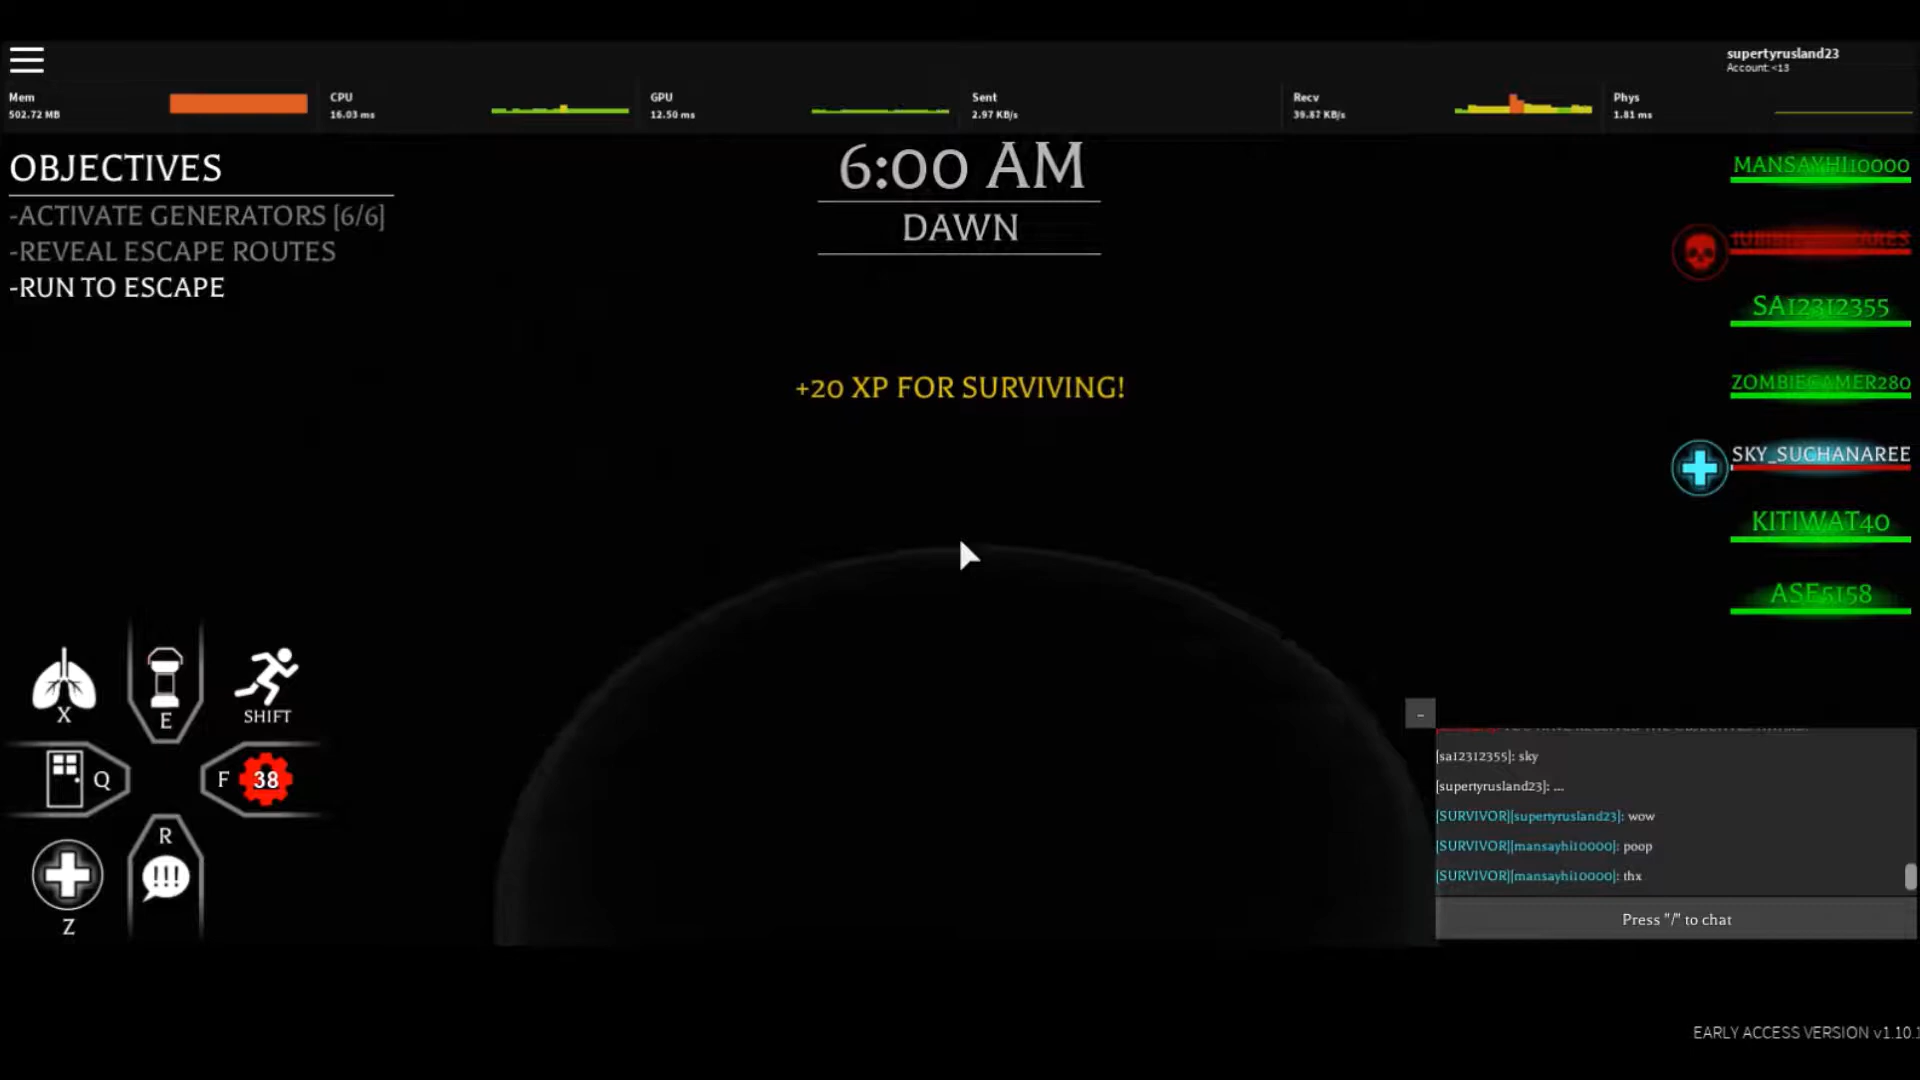 supertyrusland23
Account: <13
Mem
502.72 MB
CPU
16.03 ms
GPU
12.50 ms
Sent
2.97 KB/s
Recv
39.87 KB/s
Phys
1.81 ms
OBJECTIVES
-ACTIVATE GENERATORS [6/6]
-REVEAL ESCAPE ROUTES
-RUN TO ESCAPE
6:00 AM
DAWN
+20 XP FOR SURVIVING!
MANSAYHI10000
SA12312355
ZOMBIEGAMER280
SKY_SUCHANAREE
KITIWAT40
ASE5158
X
E
SHIFT
Q
F 38
R
!!!
Z
-
[sa12312355]: sky
[supertyrusland23]: ...
[SURVIVOR][supertyrusland23]: wow
[SURVIVOR][mansayhi10000]: poop
[SURVIVOR][mansayhi10000]: thx
Press "/" to chat
EARLY ACCESS VERSION v1.10.1